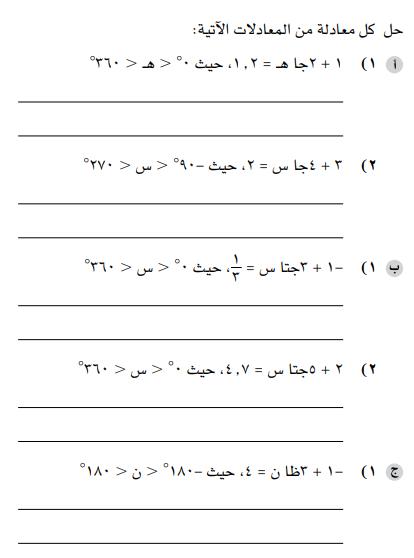 حل كل معادلة من المعادلات الآتية:
أ ١) ١ + ٢جا هـ = ١,٢، حيث ٠° < هـ < ٣٦٠°
٢) ٣ + ٤جا س = ٢، حيث –٩٠° < س < ٢٧٠°
ب ١) –١ + ٣جتا س = ١/٣، حيث ٠° < س < ٣٦٠°
٢) ٢ + ٥جتا س = ٤,٧، حيث ٠° < س < ٣٦٠°
ج ١) –١ + ٣ظا ن = ٤، حيث –١٨٠° < ن < ١٨٠°